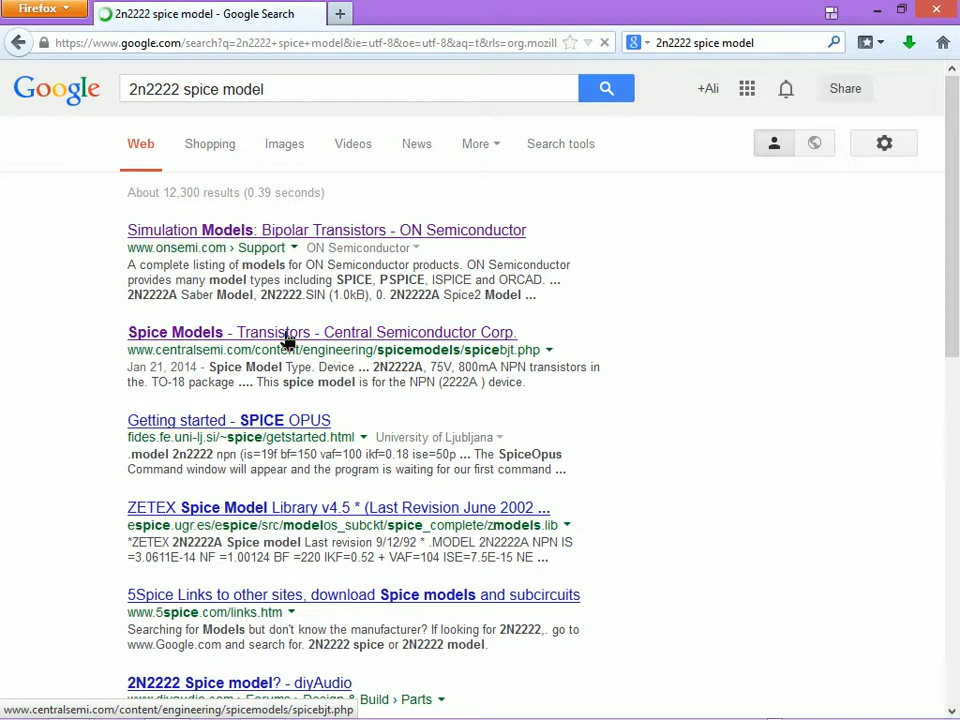 Firefox
2n2222 spice model - Google Search
https://www.google.com/search?q=2n2222+spice+model&ie=utf-8&oe=utf-8&aq=t&rls=org.mozill
2n2222 spice model
Google
2n2222 spice model
+Ali
Share
Web
Shopping
Images
Videos
News
More
Search tools
About 12,300 results (0.39 seconds)
Simulation Models: Bipolar Transistors - ON Semiconductor
www.onsemi.com › Support ON Semiconductor
A complete listing of models for ON Semiconductor products. ON Semiconductor
provides many model types including SPICE, PSPICE, ISPICE and ORCAD. ...
2N2222A Saber Model, 2N2222.SIN (1.0kB), 0. 2N2222A Spice2 Model ...
Spice Models - Transistors - Central Semiconductor Corp.
www.centralsemi.com/content/engineering/spicemodels/spicebjt.php
Jan 21, 2014 - Spice Model Type. Device ... 2N2222A, 75V, 800mA NPN transistors in
the. TO-18 package .... This spice model is for the NPN (2222A ) device.
Getting started - SPICE OPUS
fides.fe.uni-lj.si/~spice/getstarted.html University of Ljubljana
.model 2n2222 npn (is=19f bf=150 vaf=100 ikf=0.18 ise=50p ... The SpiceOpus
Command window will appear and the program is waiting for our first command ...
ZETEX Spice Model Library v4.5 * (Last Revision June 2002 ...
espice.ugr.es/espice/src/modelos_subckt/spice_complete/zmodels.lib
*ZETEX 2N2222A Spice model Last revision 9/12/92 * .MODEL 2N2222A NPN IS
=3.0611E-14 NF =1.00124 BF =220 IKF=0.52 + VAF=104 ISE=7.5E-15 NE ...
5Spice Links to other sites, download Spice models and subcircuits
www.5spice.com/links.htm
Searching for Models but don't know the manufacturer? If looking for 2N2222,. go to
www.Google.com and search for. 2N2222 spice or 2N2222 model.
2N2222 Spice model? - diyAudio
www.diyaudio.com › Forums › Design & Build › Parts
www.centralsemi.com/content/engineering/spicemodels/spicebjt.php